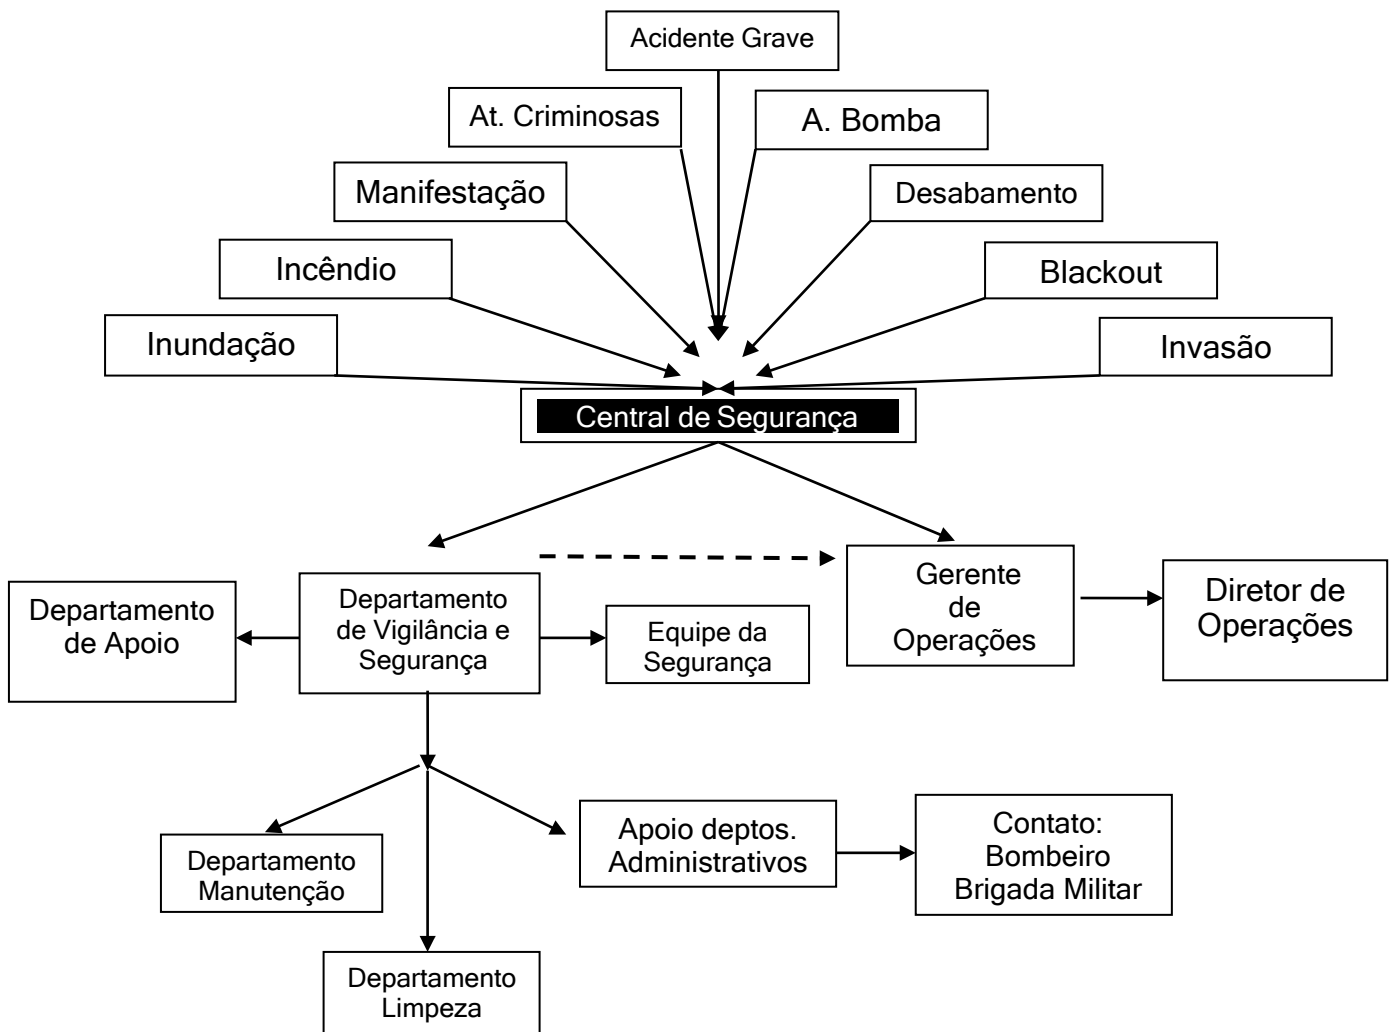 Acidente Grave
At. Criminosas
A. Bomba
Manifestação
Desabamento
Incêndio
Blackout
Inundação
Invasão
Central de Segurança
Departamento
de Apoio
Departamento
de Vigilância e
Segurança
Equipe da
Segurança
Gerente
de
Operações
Diretor de
Operações
Departamento
Manutenção
Apoio deptos.
Administrativos
Contato:
Bombeiro
Brigada Militar
Departamento
Limpeza